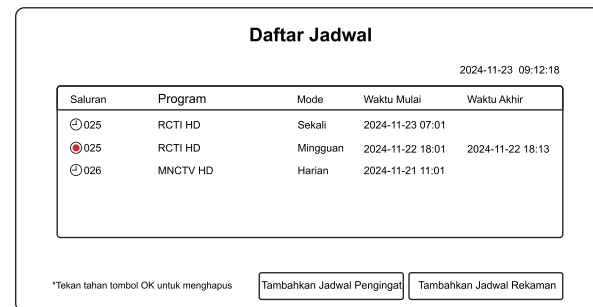 Daftar Jadwal
2024-11-23 09:12:18
Saluran Program Mode Waktu Mulai Waktu Akhir
025 RCTI HD Sekali 2024-11-23 07:01
025 RCTI HD Mingguan 2024-11-22 18:01 2024-11-22 18:13
026 MNCTV HD Harian 2024-11-21 11:01
*Tekan tahan tombol OK untuk menghapus Tambahkan Jadwal Pengingat Tambahkan Jadwal Rekaman